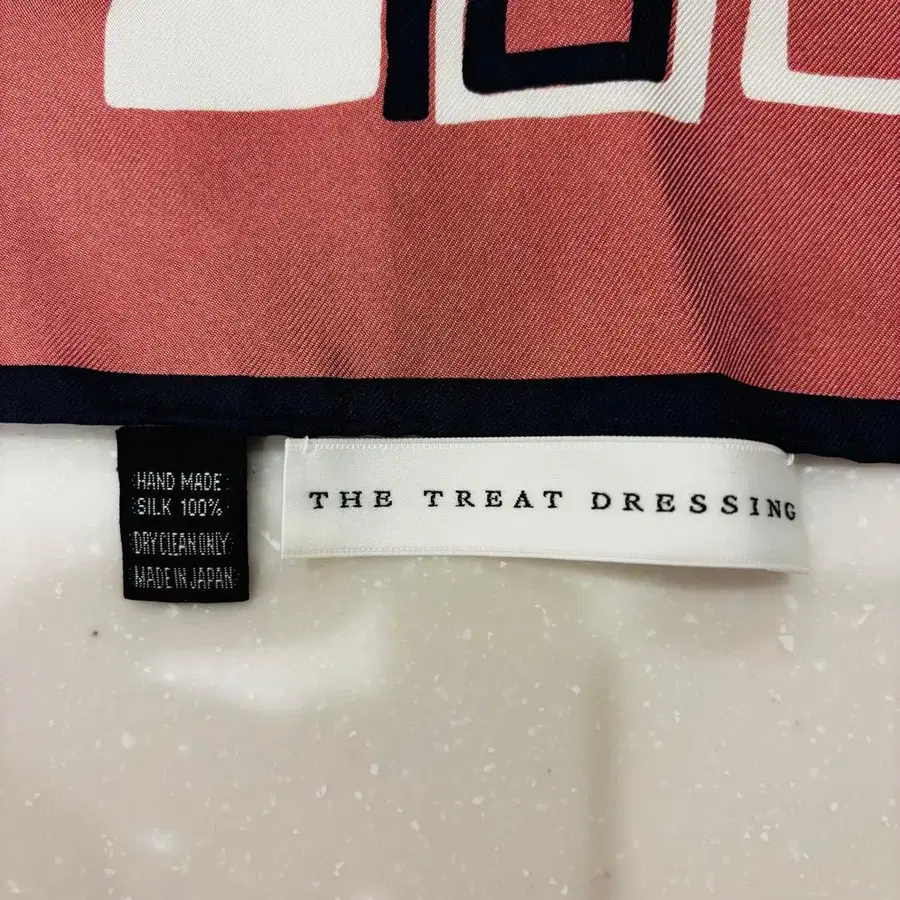 HAND MADE
SILK 100%
DRY CLEAN ONLY
MADE IN JAPAN
THE TREAT DRESSING